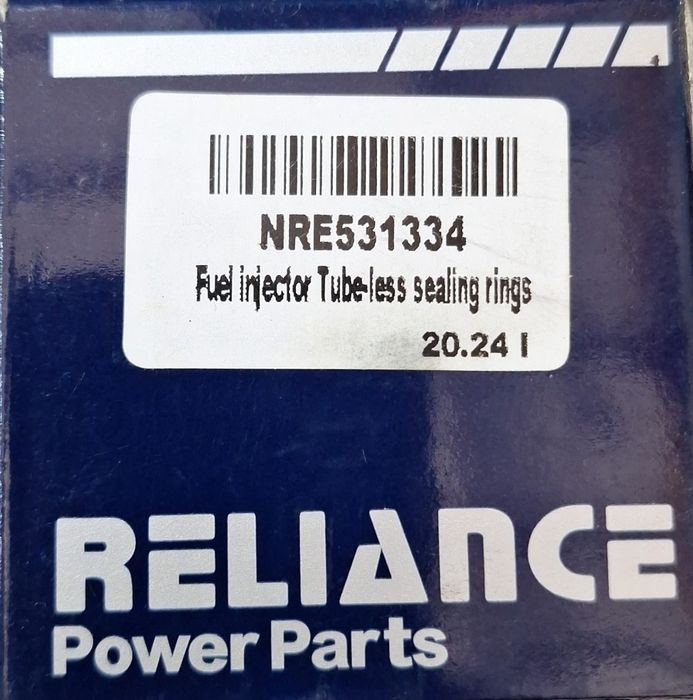 NRE531334
Fuel injector Tube-less sealing rings
20.24 I
RELIANCE
Power Parts